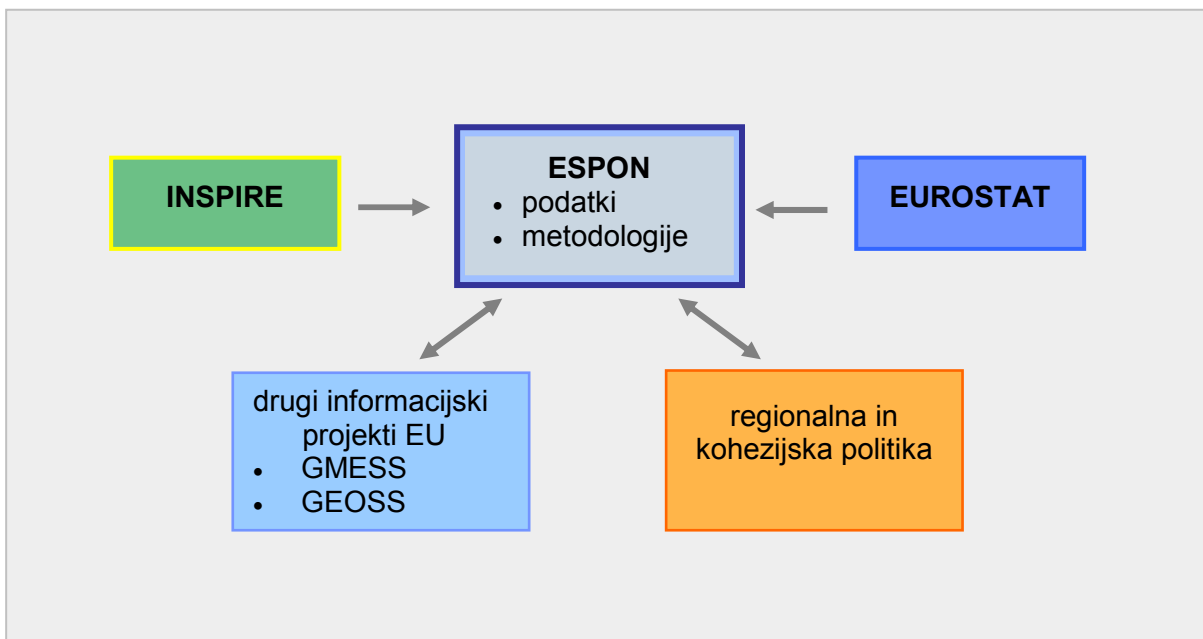 INSPIRE
ESPON
• podatki
• metodologije
EUROSTAT
drugi informacijski
projekti EU
• GMESS
• GEOSS
regionalna in
kohezijska politika